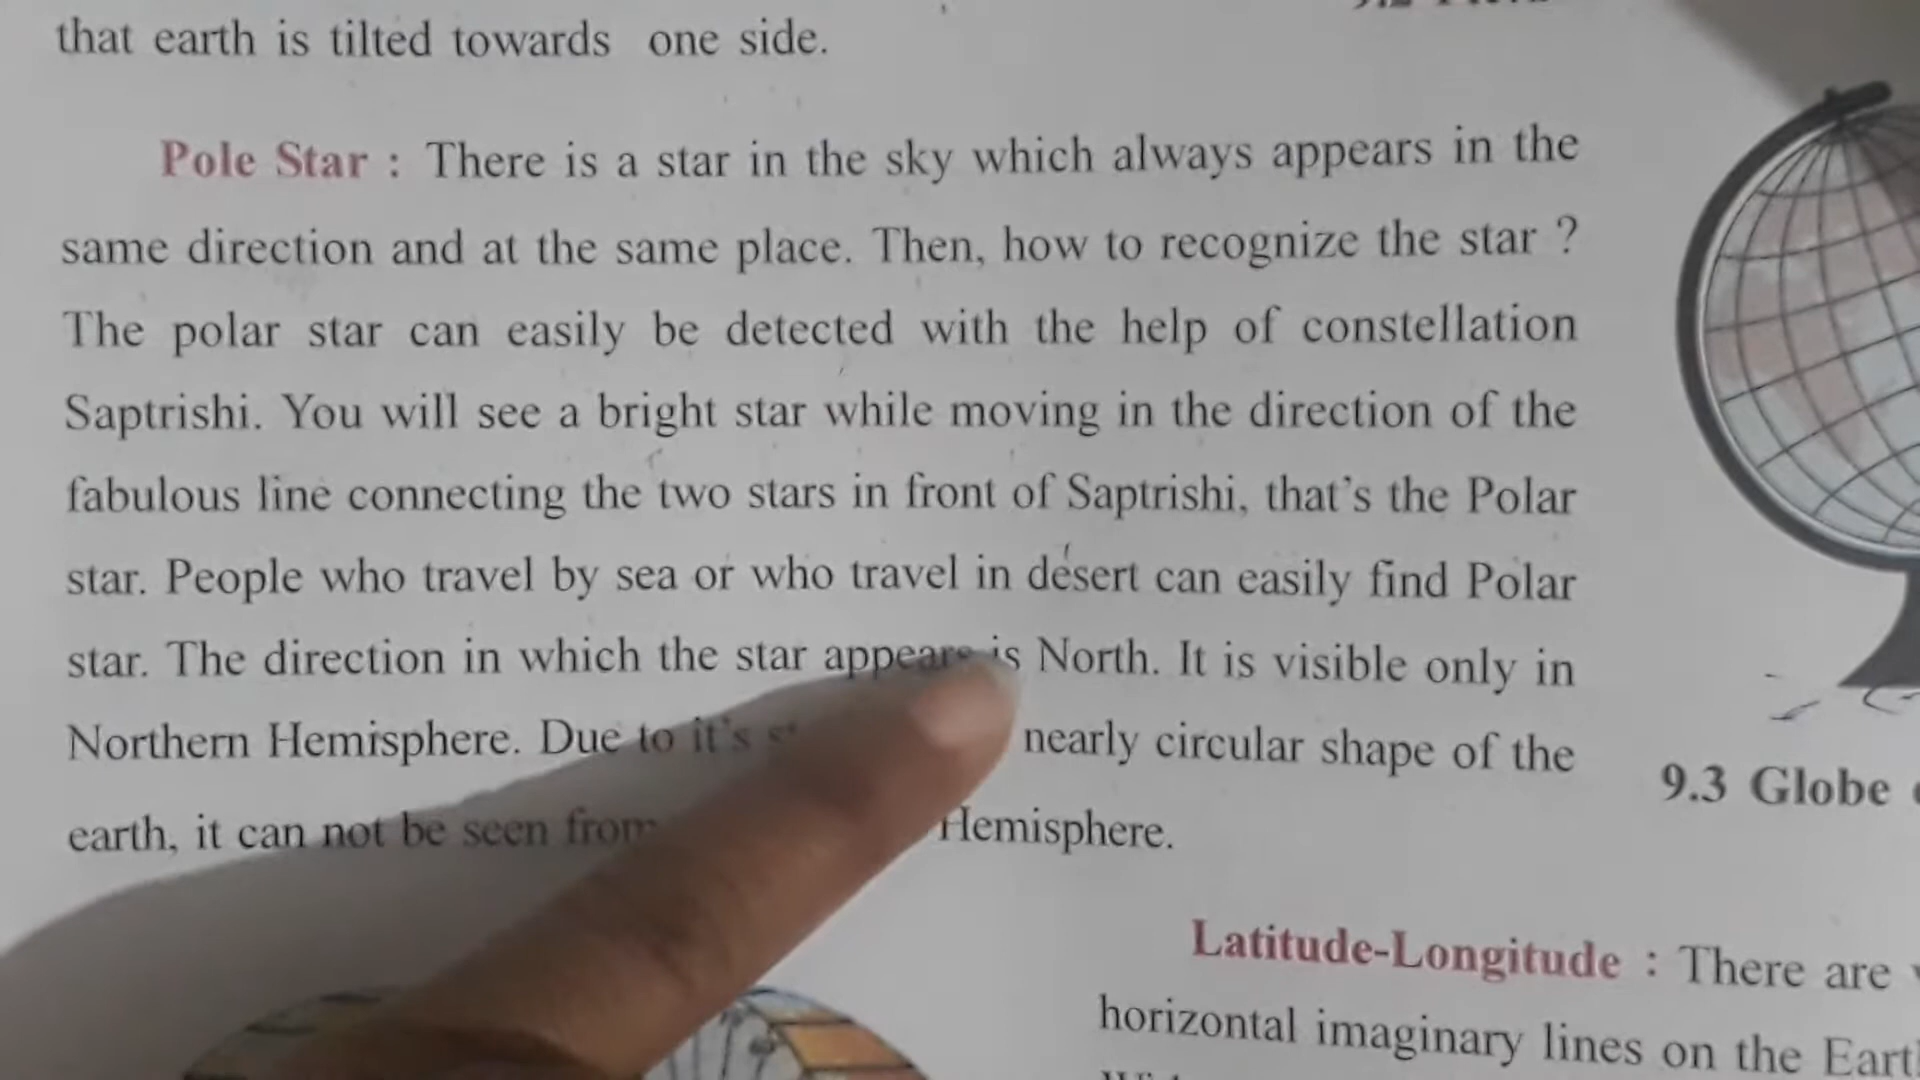 that earth is tilted towards one side.
Pole Star : There is a star in the sky which always appears in the
same direction and at the same place. Then, how to recognize the star ?
The polar star can easily be detected with the help of constellation
Saptrishi. You will see a bright star while moving in the direction of the
fabulous line connecting the two stars in front of Saptrishi, that's the Polar
star. People who travel by sea or who travel in desert can easily find Polar
star. The direction in which the star appears is North. It is visible only in
Northern Hemisphere. Due to it's nearly circular shape of the
earth, it can not be seen from Hemisphere.
9.3 Globe
Latitude-Longitude : There are
horizontal imaginary lines on the Earth